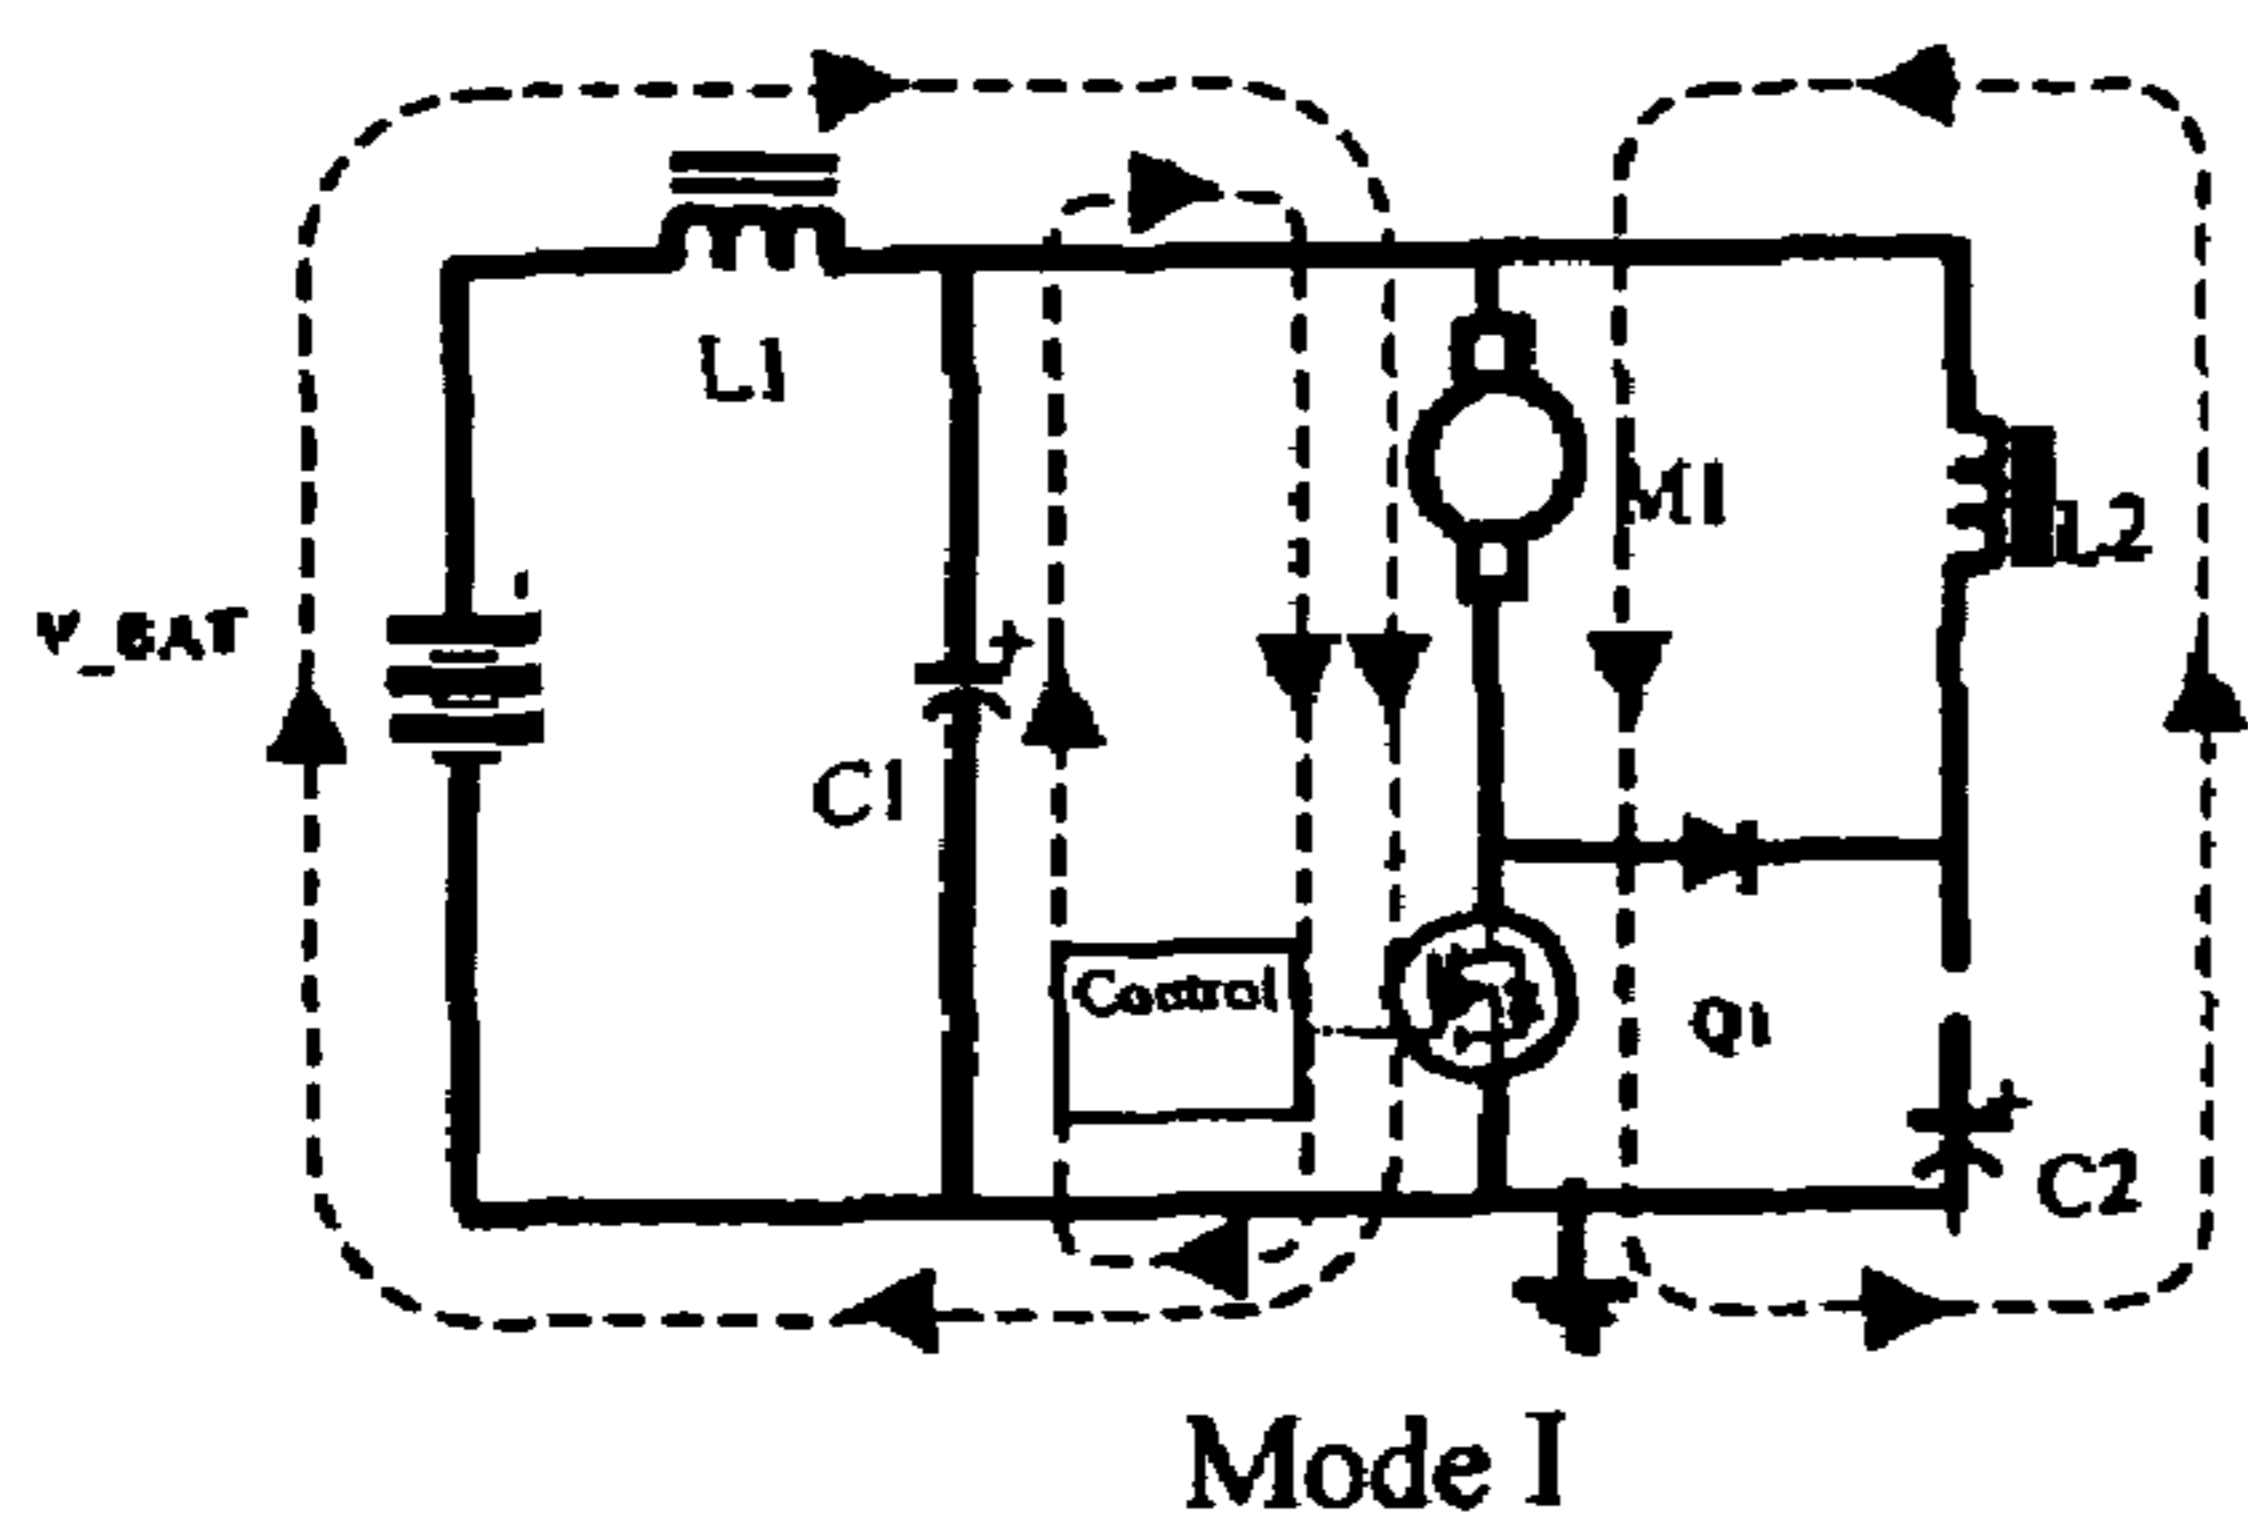 L1
M1
L2
V_BAT
+
C1
Control
Q1
+
C2
Mode I